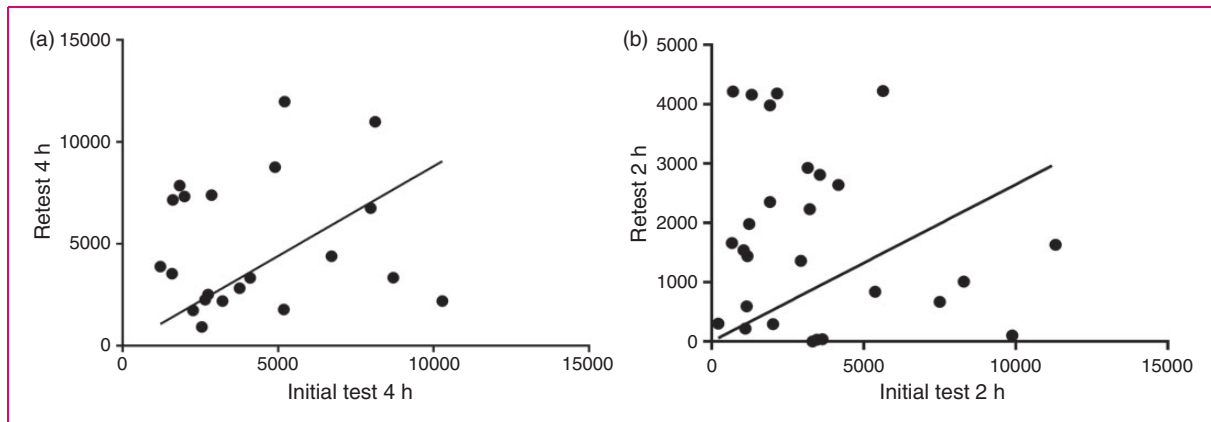 (a)
15000
10000
5000
0
Retest 4 h
0 5000 10000 15000
Initial test 4 h
(b)
5000
4000
3000
2000
1000
0
Retest 2 h
0 5000 10000 15000
Initial test 2 h